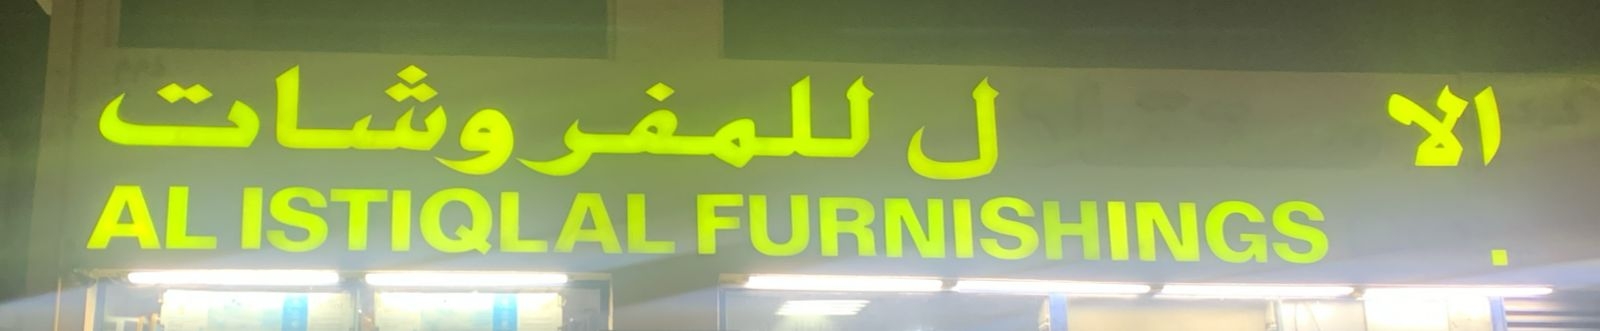 الا ل للمفروشات
AL ISTIQLAL FURNISHINGS .